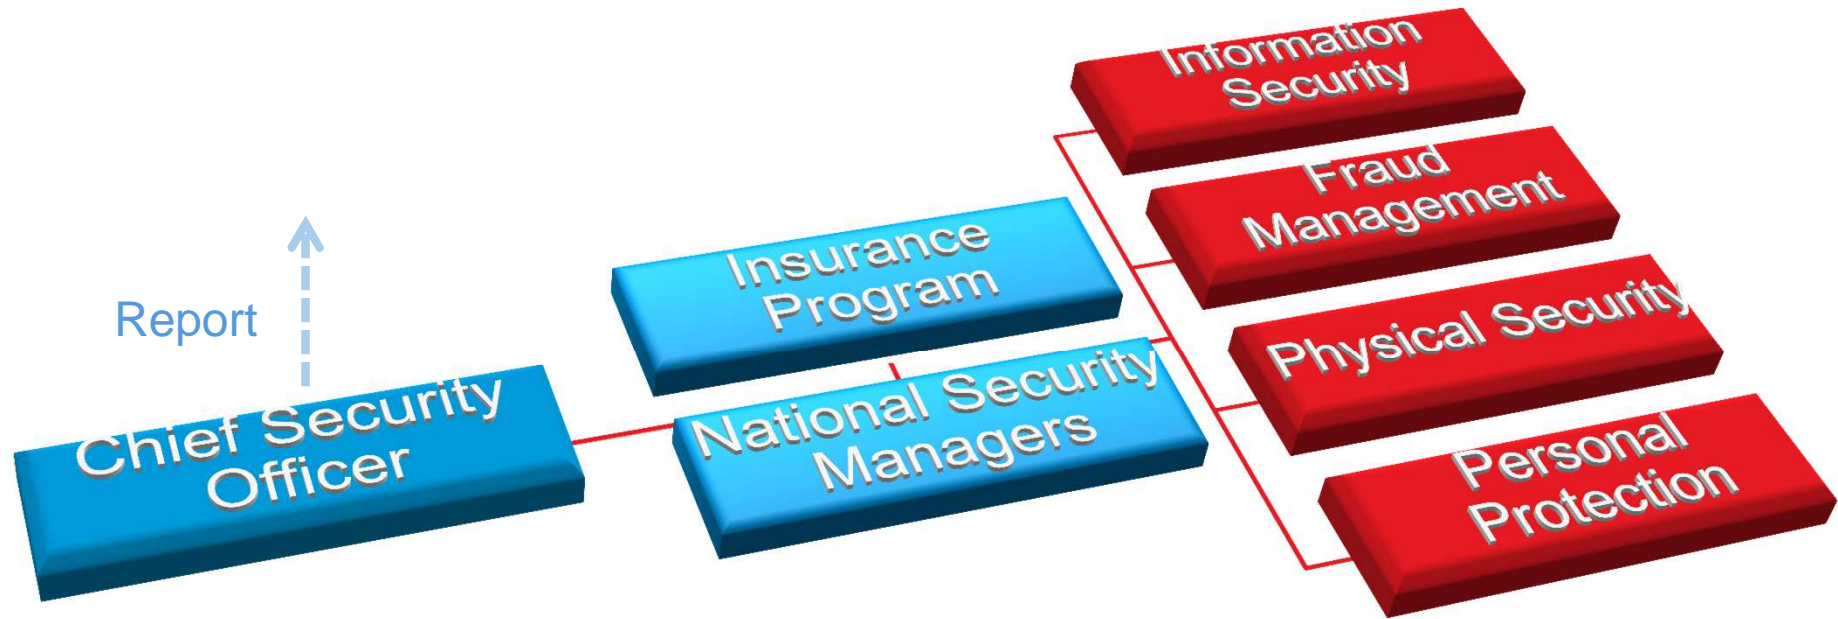 Report
Chief Security
Officer
Insurance
Program
National Security
Managers
Information
Security
Fraud
Management
Physical Security
Personal
Protection